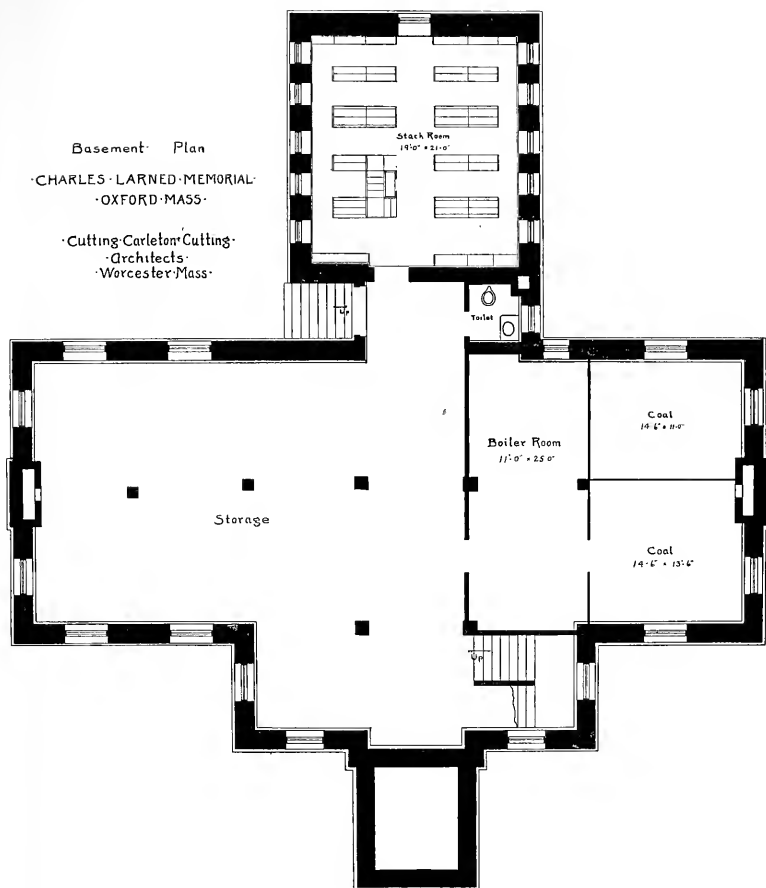 Basement Plan
·CHARLES·LARNED·MEMORIAL·
·OXFORD·MASS·
·Cutting·Carleton & Cutting·
·Architects·
·Worcester·Mass·
Stack Room
19'·0" × 21·0"
Up
Toilet
Coal
14·6" × 11·0"
Boiler Room
11'·0" × 25·0"
Storage
Coal
14·6" × 13'·6"
Up